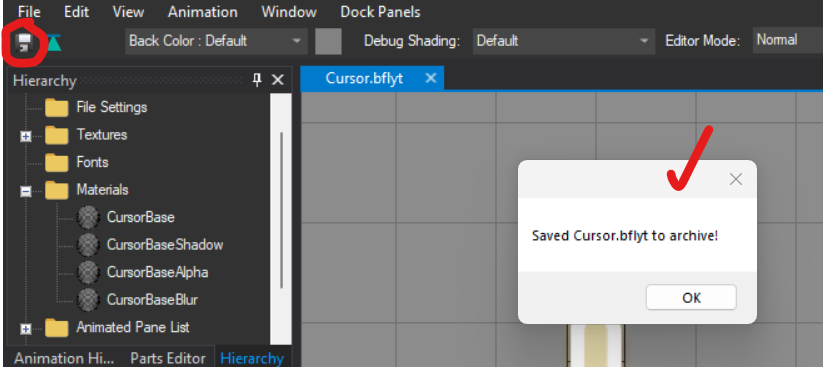 File Edit View Animation Window Dock Panels
Back Color : Default Debug Shading: Default Editor Mode: Normal
Hierarchy
Cursor.bflyt
File Settings
Textures
Fonts
Materials
CursorBase
CursorBaseShadow
CursorBaseAlpha
CursorBaseBlur
Animated Pane List
Animation Hi... Parts Editor Hierarchy
Saved Cursor.bflyt to archive!
OK